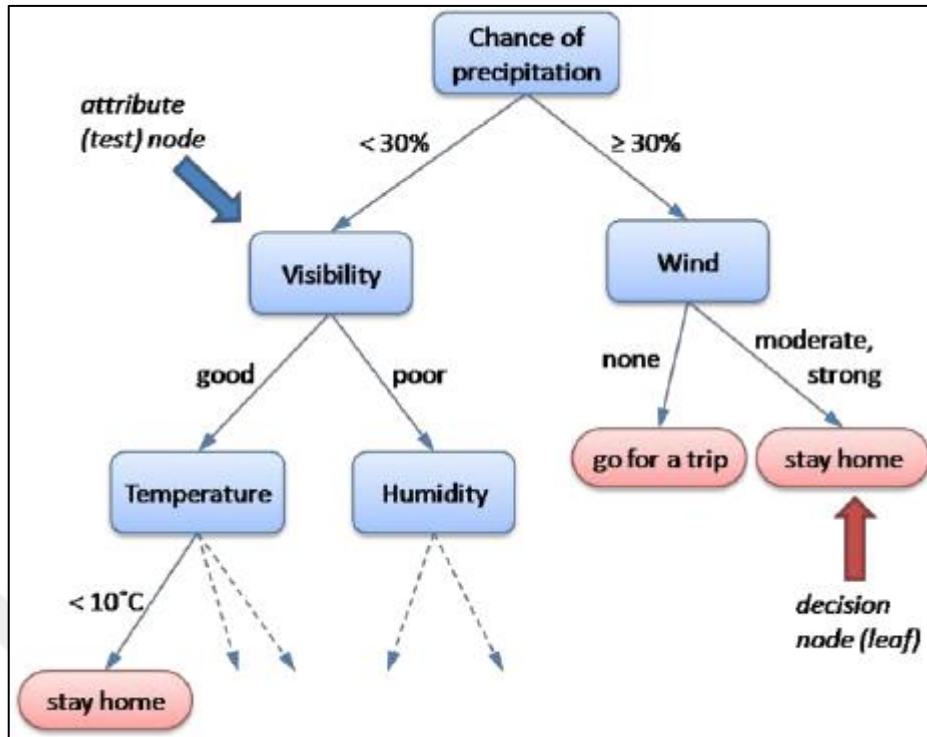 Chance of
precipitation
attribute
(test) node
< 30%
≥ 30%
Visibility
Wind
good
poor
none
moderate,
strong
Temperature
Humidity
go for a trip
stay home
< 10°C
decision
node (leaf)
stay home